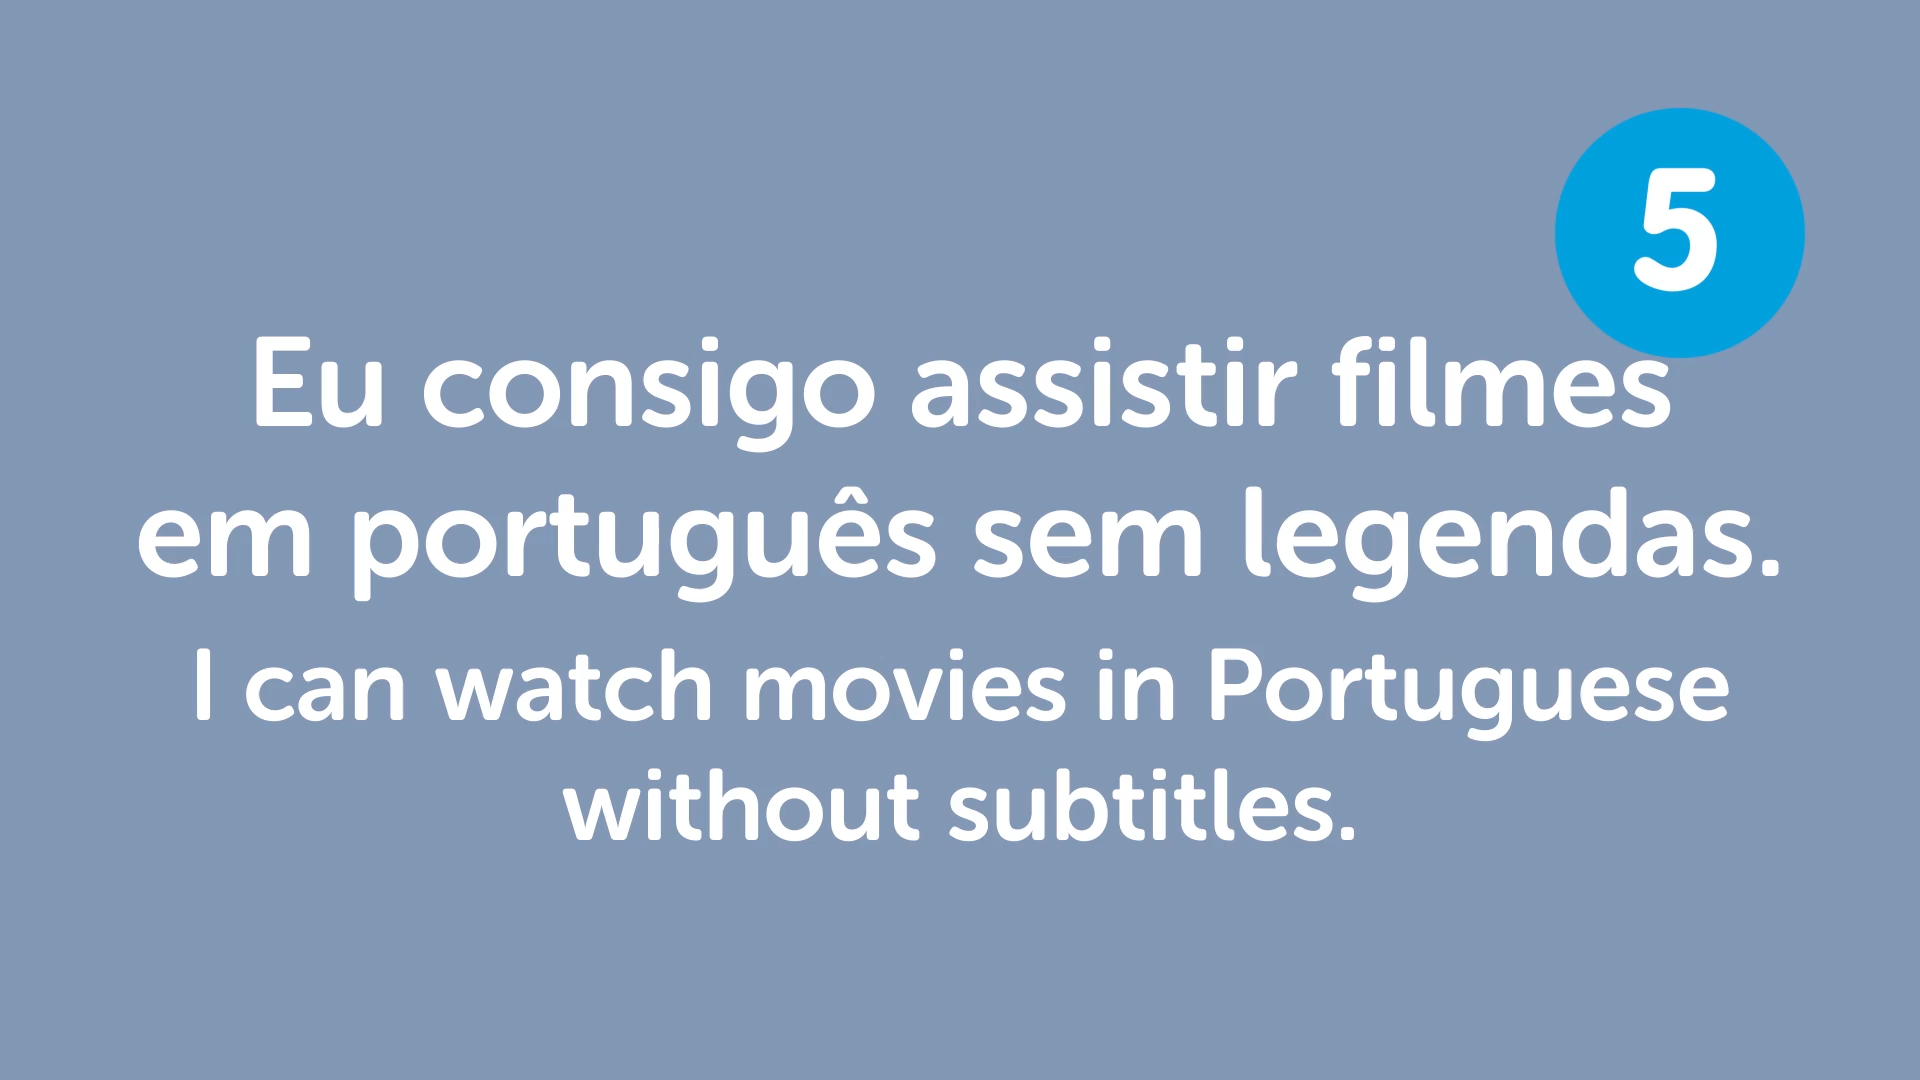 5
Eu consigo assistir filmes
em português sem legendas.
I can watch movies in Portuguese
without subtitles.